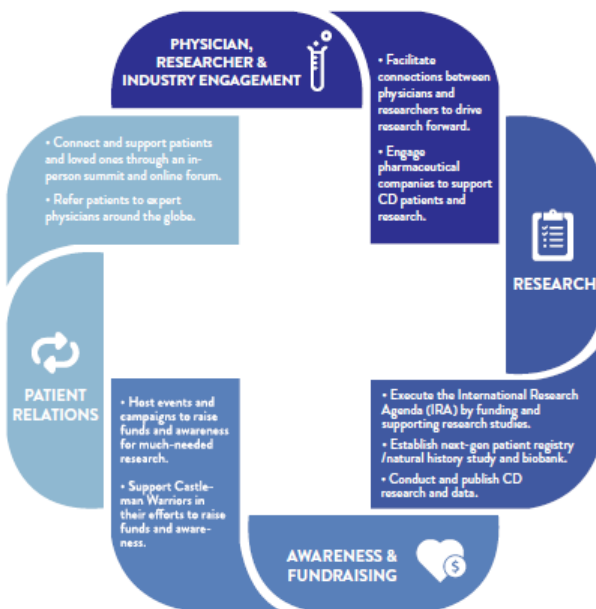 PHYSICIAN,
RESEARCHER &
INDUSTRY ENGAGEMENT
• Facilitate
connections between
physicians and
researchers to drive
research forward.
• Engage
pharmaceutical
companies to support
CD patients and
research.
RESEARCH
• Execute the International Research
Agenda (IRA) by funding and
supporting research studies.
• Establish next-gen patient registry
/natural history study and biobank.
• Conduct and publish CD
research and data.
AWARENESS &
FUNDRAISING
$
• Host events and
campaigns to raise
funds and awareness
for much-needed
research.
• Support Castle-
man Warriors in
their efforts to raise
funds and aware-
ness.
PATIENT
RELATIONS
• Connect and support patients
and loved ones through an in-
person summit and online forum.
• Refer patients to expert
physicians around the globe.